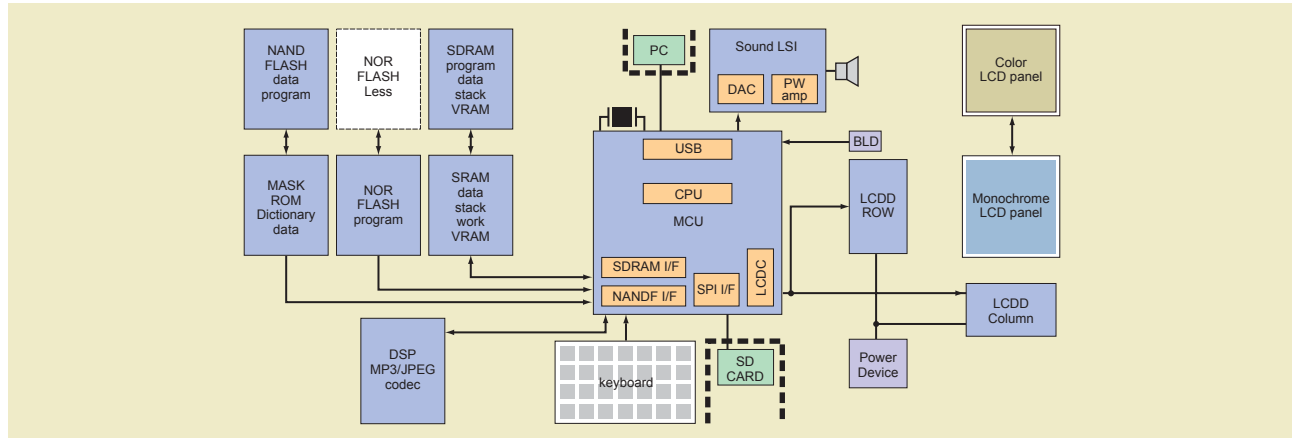 NAND
FLASH
data
program
NOR
FLASH
Less
SDRAM
program
data
stack
VRAM
PC
Sound LSI
DAC
PW
amp
Color
LCD panel
MASK
ROM
Dictionary
data
NOR
FLASH
program
SRAM
data
stack
work
VRAM
USB
CPU
MCU
SDRAM I/F
NANDF I/F
SPI I/F
LCDC
BLD
LCDD
ROW
Monochrome
LCD panel
LCDD
Column
DSP
MP3/JPEG
codec
keyboard
SD
CARD
Power
Device